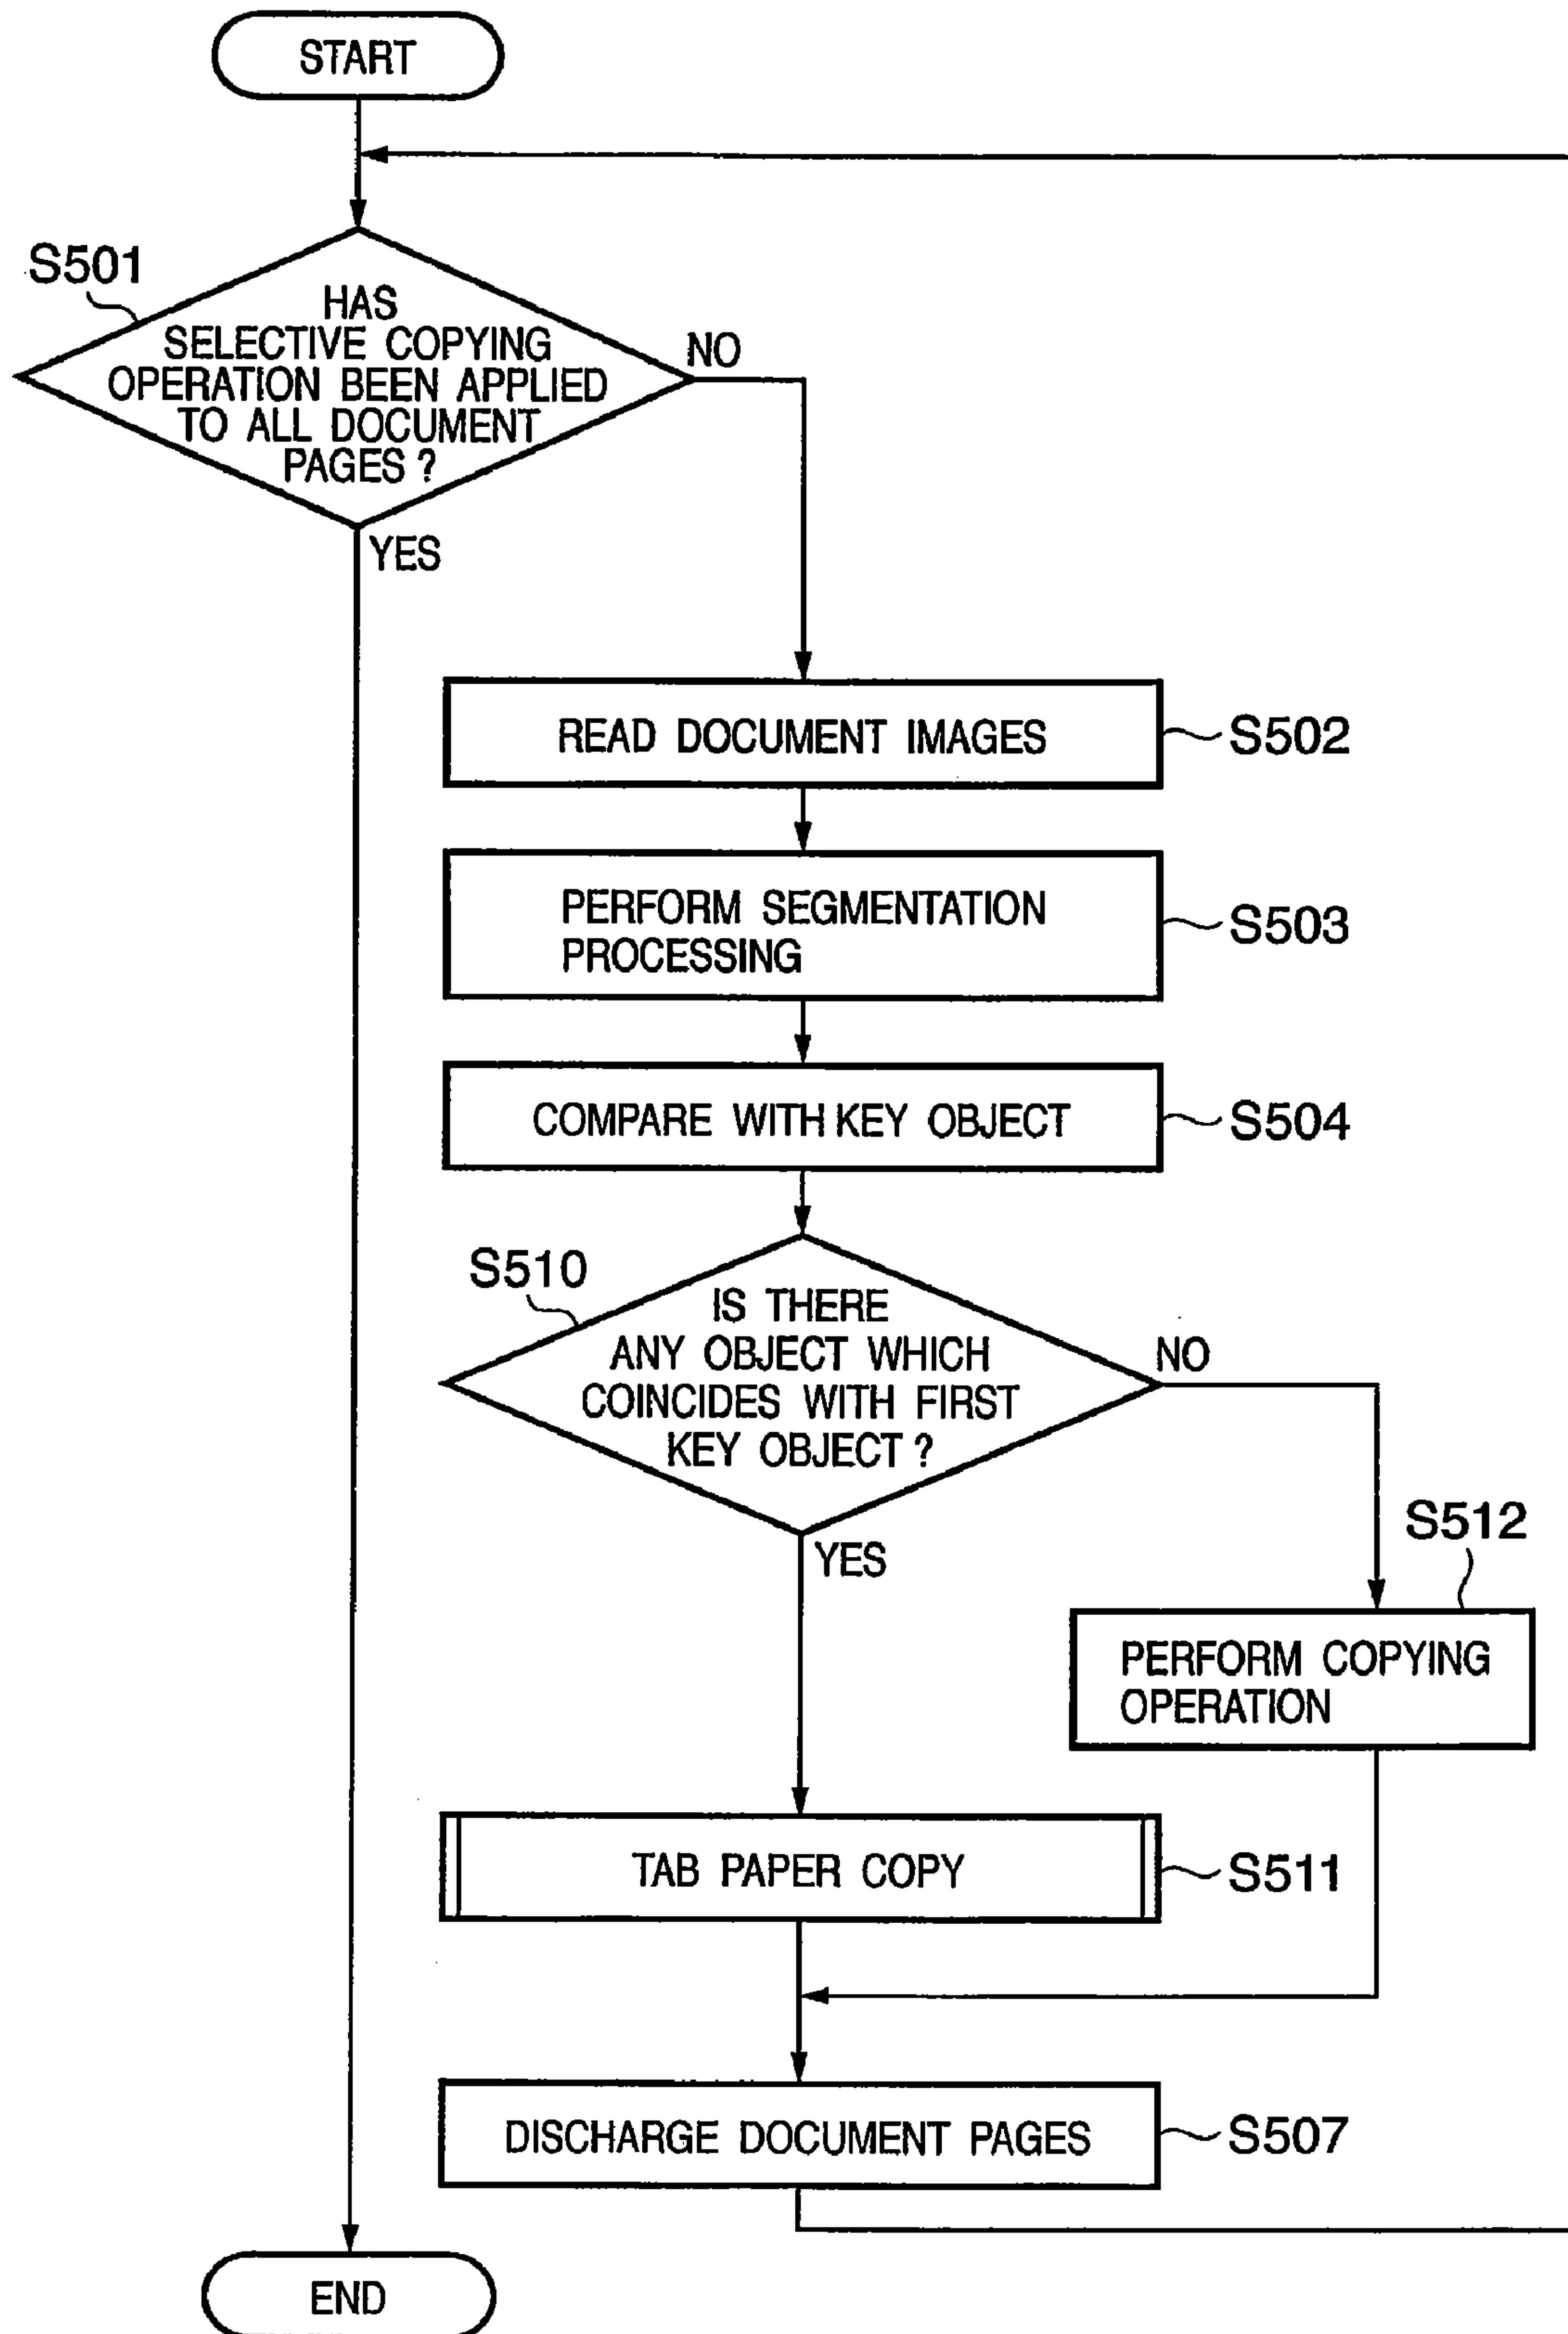 START
S501
HAS
SELECTIVE COPYING
OPERATION BEEN APPLIED
TO ALL DOCUMENT
PAGES ?
NO
YES
READ DOCUMENT IMAGES
S502
PERFORM SEGMENTATION
PROCESSING
S503
COMPARE WITH KEY OBJECT
S504
S510
IS THERE
ANY OBJECT WHICH
COINCIDES WITH FIRST
KEY OBJECT ?
NO
YES
S512
PERFORM COPYING
OPERATION
TAB PAPER COPY
S511
DISCHARGE DOCUMENT PAGES
S507
END